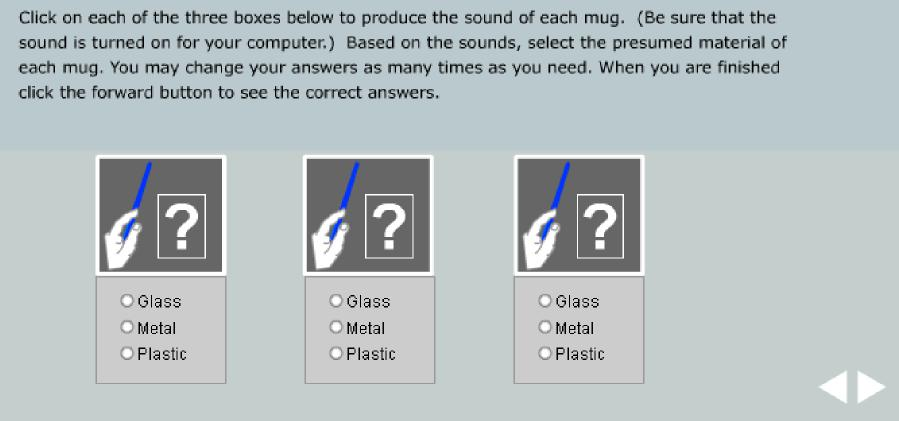 Click on each of the three boxes below to produce the sound of each mug.  (Be sure that the
sound is turned on for your computer.)  Based on the sounds, select the presumed material of
each mug. You may change your answers as many times as you need. When you are finished
click the forward button to see the correct answers.
? ? ?
Glass Glass Glass
Metal Metal Metal
Plastic Plastic Plastic